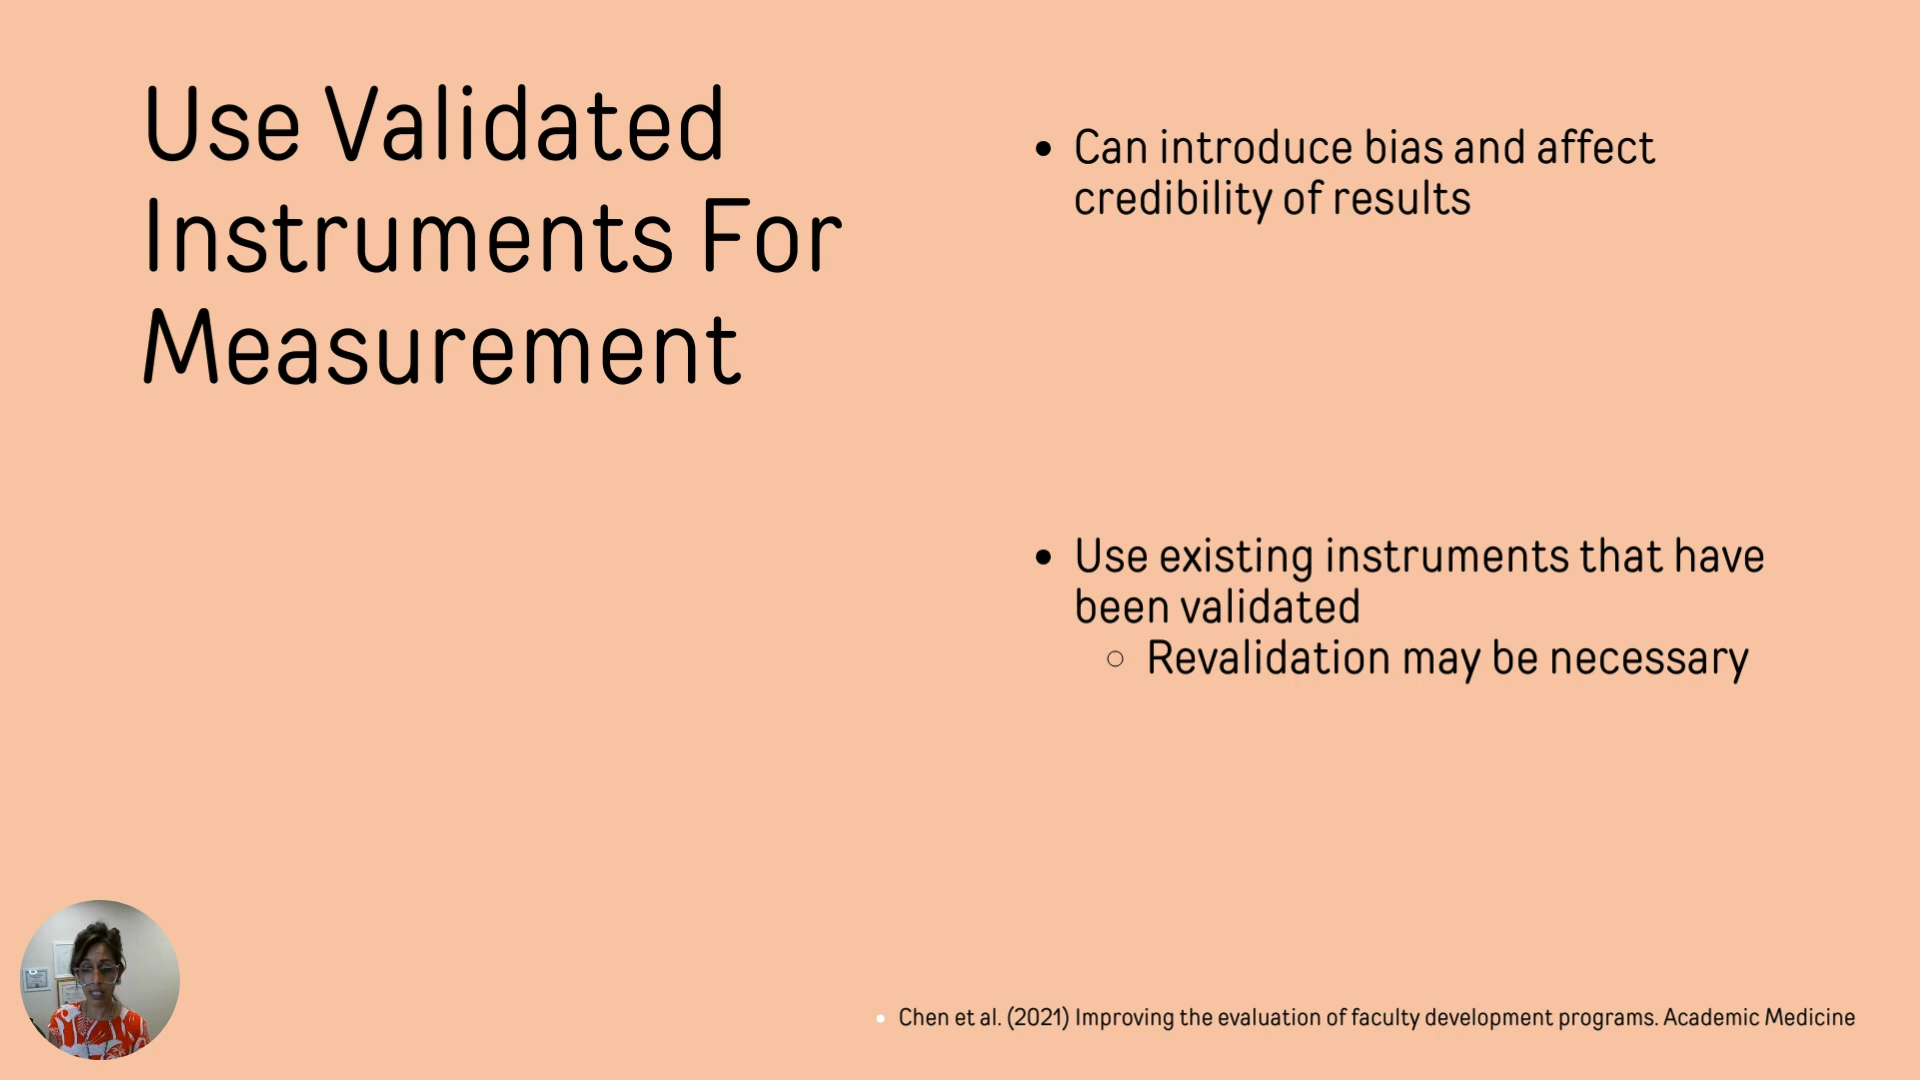 Use Validated
Instruments For
Measurement
• Can introduce bias and affect
credibility of results
• Use existing instruments that have
been validated
○ Revalidation may be necessary
• Chen et al. (2021) Improving the evaluation of faculty development programs. Academic Medicine